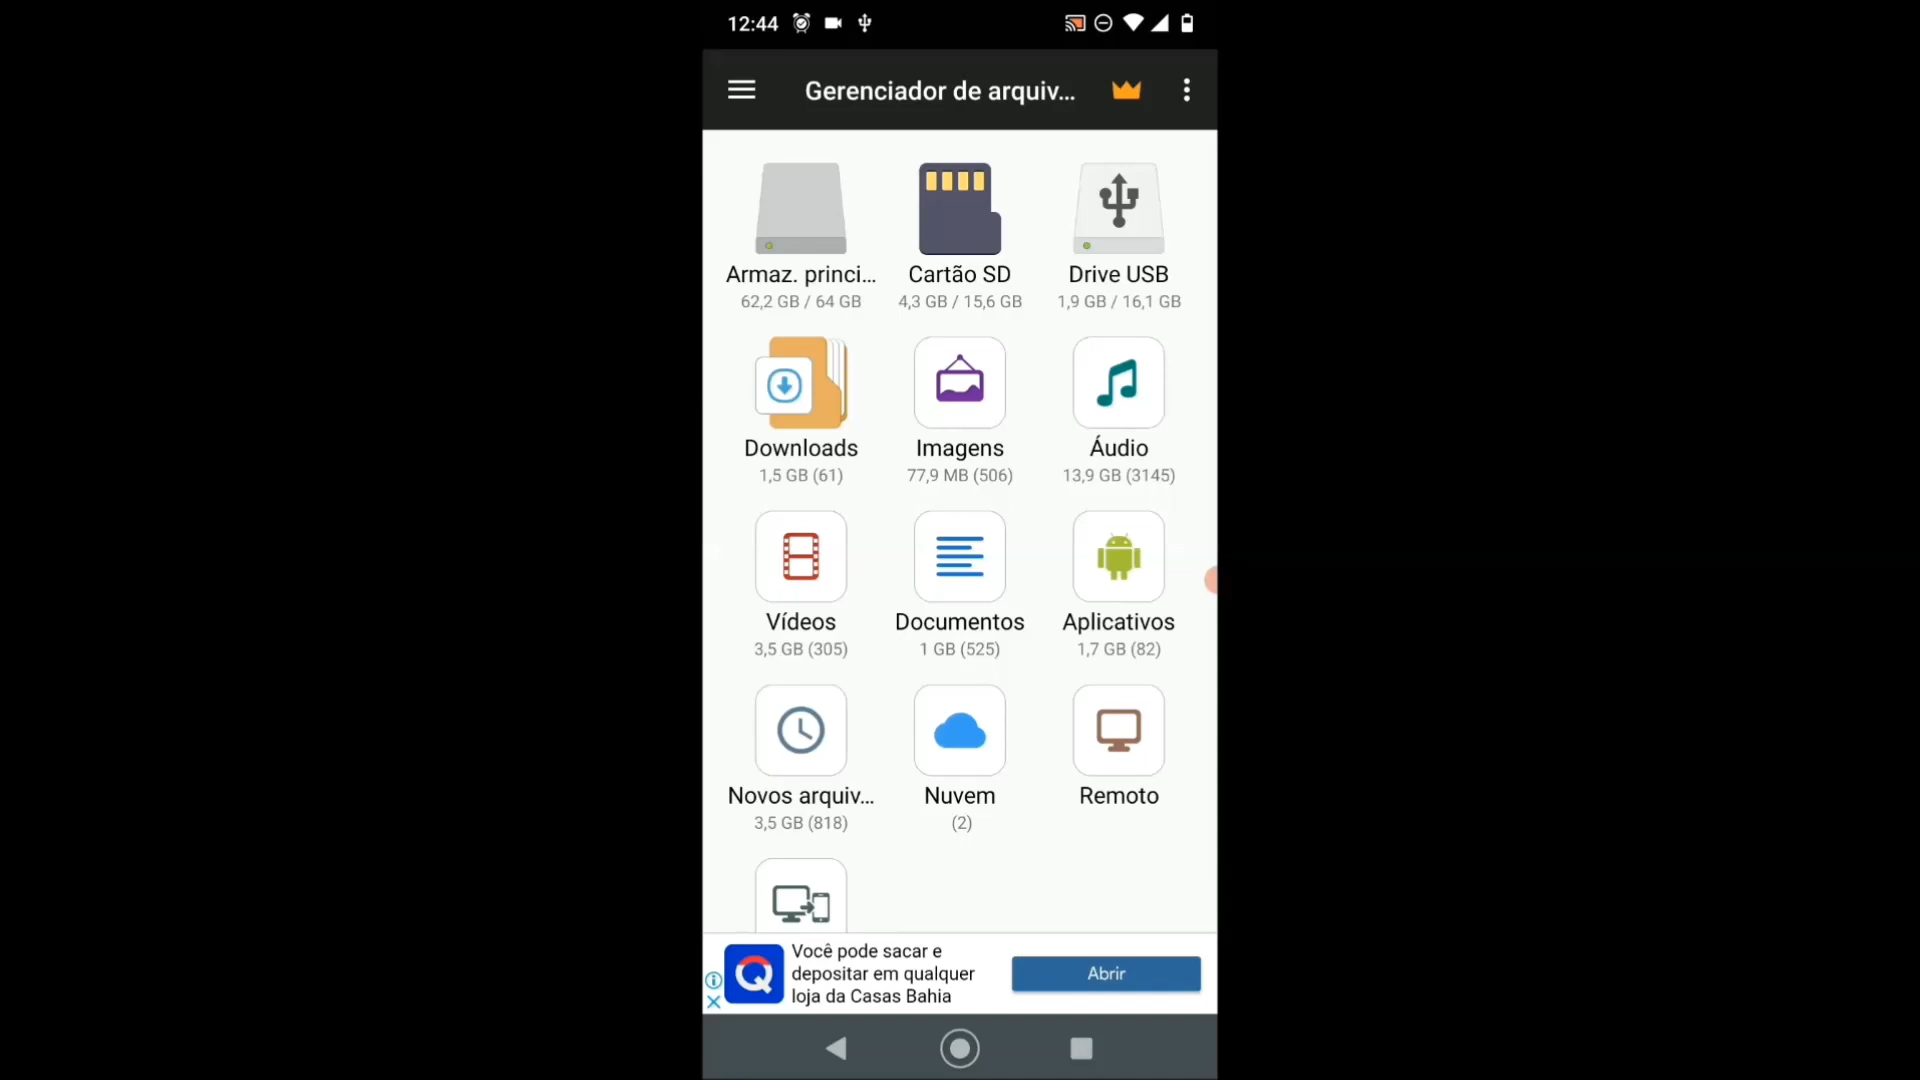 12:44
Gerenciador de arquiv...
Armaz. princi...
Cartão SD
Drive USB
62,2 GB / 64 GB
4,3 GB / 15,6 GB
1,9 GB / 16,1 GB
Downloads
Imagens
Áudio
1,5 GB (61)
77,9 MB (506)
13,9 GB (3145)
Vídeos
Documentos
Aplicativos
3,5 GB (305)
1 GB (525)
1,7 GB (82)
Novos arquiv...
Nuvem
Remoto
3,5 GB (818)
(2)
Você pode sacar e
depositar em qualquer
loja da Casas Bahia
Abrir